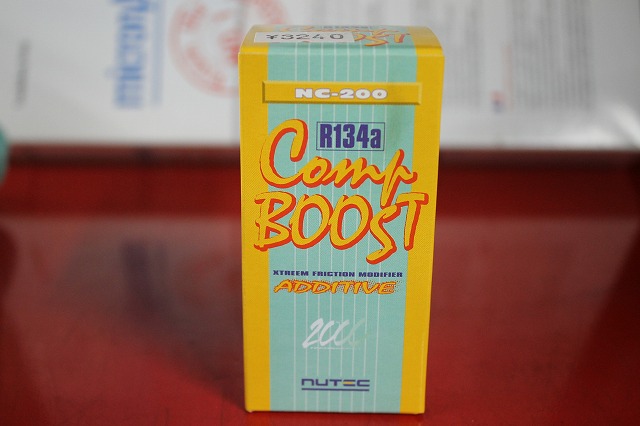 ¥3240
NC-200
R134a
Comp
BOOST
XTREEM FRICTION MODIFIER
ADDITIVE
NUTEC